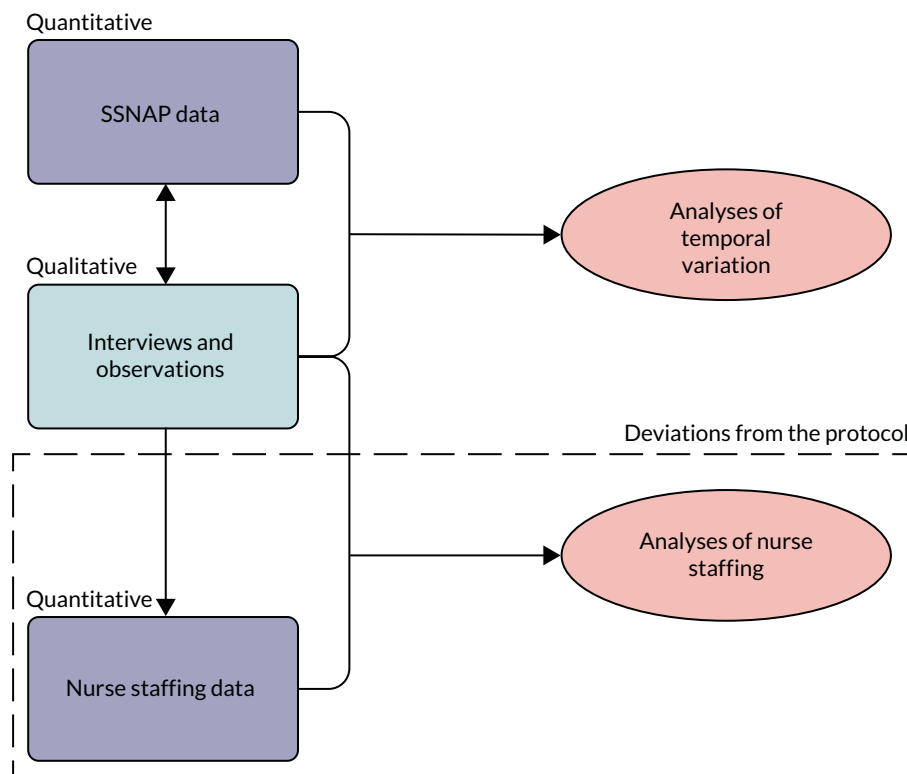 Quantitative
SSNAP data
Analyses of
temporal
variation
Qualitative
Interviews and
observations
Deviations from the protocol
Analyses of nurse
staffing
Quantitative
Nurse staffing data